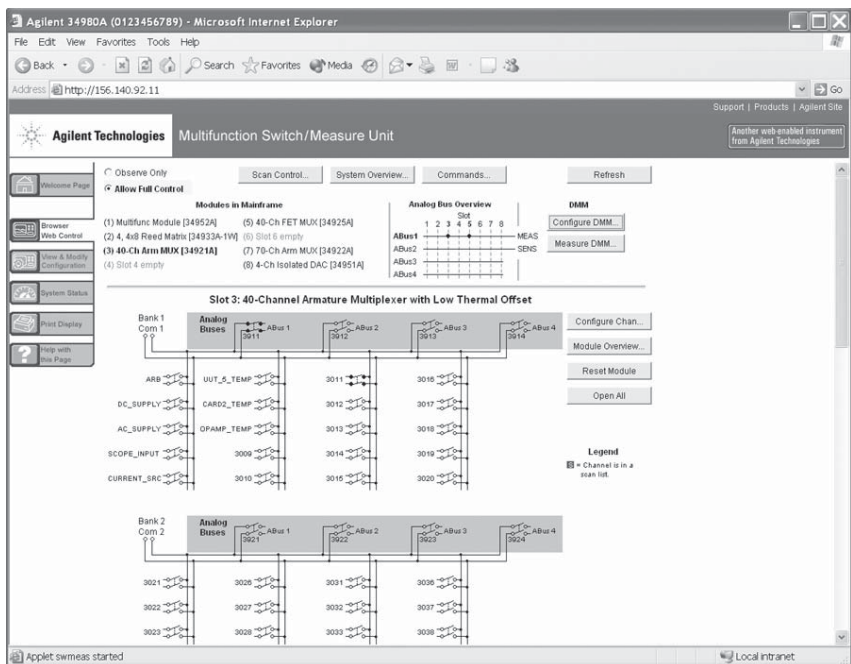 Agilent 34980A (0123456789) - Microsoft Internet Explorer
File Edit View Favorites Tools Help
Back Search Favorites Media
Address http://156.140.92.11 Go
Support | Products | Agilent Site
Agilent Technologies Multifunction Switch/Measure Unit
Another web-enabled instrument
from Agilent Technologies
Welcome Page
Browser
Web Control
View & Modify
Configuration
System Status
Print Display
Help with
this Page
Observe Only
Allow Full Control
Scan Control... System Overview... Commands... Refresh
Modules in Mainframe
(1) Multifunc Module [34952A] (5) 40-Ch FET MUX [34925A]
(2) 4, 4x8 Reed Matrix [34933A-1W] (6) Slot 6 empty
(3) 40-Ch Arm MUX [34921A] (7) 70-Ch Arm MUX [34922A]
(4) Slot 4 empty (8) 4-Ch Isolated DAC [34951A]
Analog Bus Overview
Slot
1 2 3 4 5 6 7 8
ABus1 MEAS
ABus2 SENS
ABus3
ABus4
DMM
Configure DMM...
Measure DMM...
Slot 3: 40-Channel Armature Multiplexer with Low Thermal Offset
Bank 1
Com 1
Analog
Buses
ABus 1 ABus 2 ABus 3 ABus 4
3911 3912 3913 3914
Configure Chan...
Module Overview...
Reset Module
Open All
ARB UUT_5_TEMP 3011 3016
DC_SUPPLY CARD2_TEMP 3012 3017
AC_SUPPLY OPAMP_TEMP 3013 3018
SCOPE_INPUT 3009 3014 3019
CURRENT_SRC 3010 3015 3020
Legend
S = Channel is in a
scan list.
Bank 2
Com 2
Analog
Buses
ABus 1 ABus 2 ABus 3 ABus 4
3921 3922 3923 3924
3021 3026 3031 3036
3022 3027 3032 3037
3023 3028 3033 3038
Applet swmeas started Local intranet